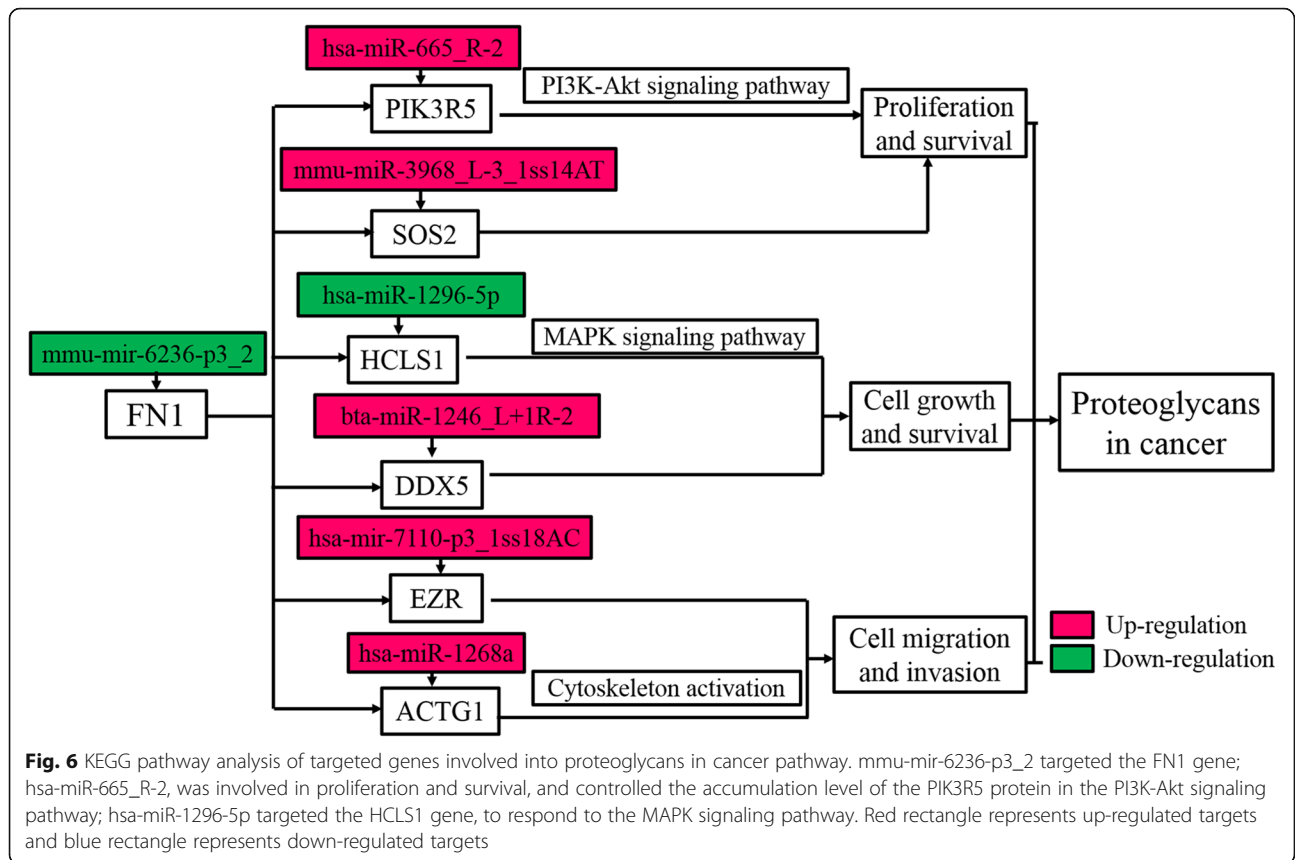 hsa-miR-665_R-2
PI3K-Akt signaling pathway
PIK3R5
Proliferation
and survival
mmu-miR-3968_L-3_1ss14AT
SOS2
hsa-miR-1296-5p
MAPK signaling pathway
HCLS1
mmu-mir-6236-p3_2
FN1
bta-miR-1246_L+1R-2
DDX5
Cell growth
and survival
Proteoglycans
in cancer
hsa-mir-7110-p3_1ss18AC
EZR
hsa-miR-1268a
Cytoskeleton activation
ACTG1
Cell migration
and invasion
Up-regulation
Down-regulation
Fig. 6 KEGG pathway analysis of targeted genes involved into proteoglycans in cancer pathway. mmu-mir-6236-p3_2 targeted the FN1 gene;
hsa-miR-665_R-2, was involved in proliferation and survival, and controlled the accumulation level of the PIK3R5 protein in the PI3K-Akt signaling
pathway; hsa-miR-1296-5p targeted the HCLS1 gene, to respond to the MAPK signaling pathway. Red rectangle represents up-regulated targets
and blue rectangle represents down-regulated targets